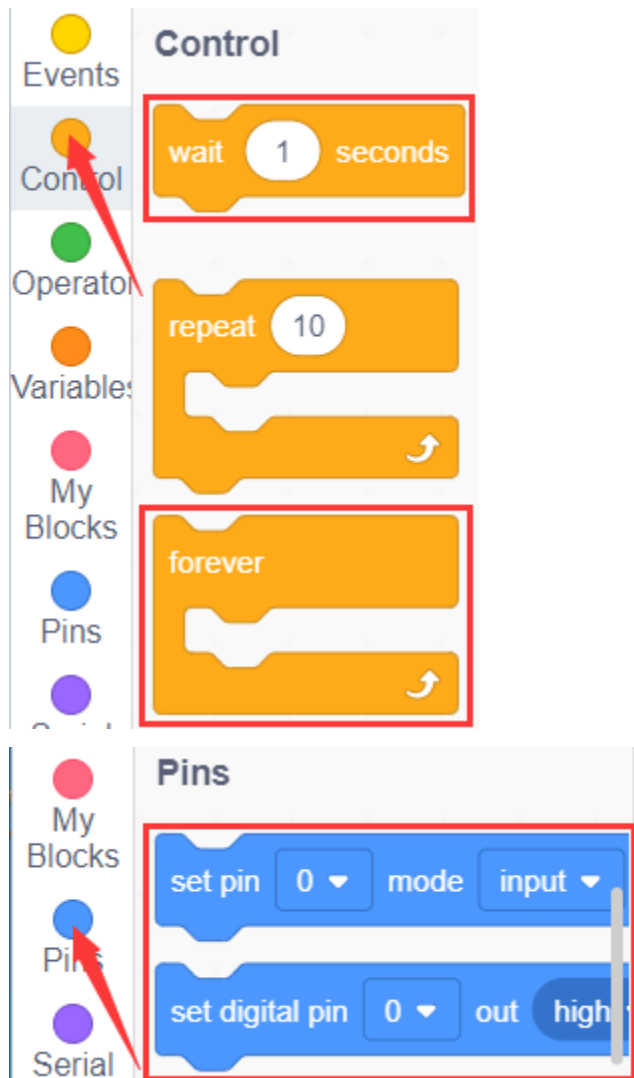 Events
Control
Operator
Variables
My
Blocks
Pins
Control
wait 1 seconds
repeat 10
forever
My
Blocks
Pins
Serial
Pins
set pin 0 mode input
set digital pin 0 out high